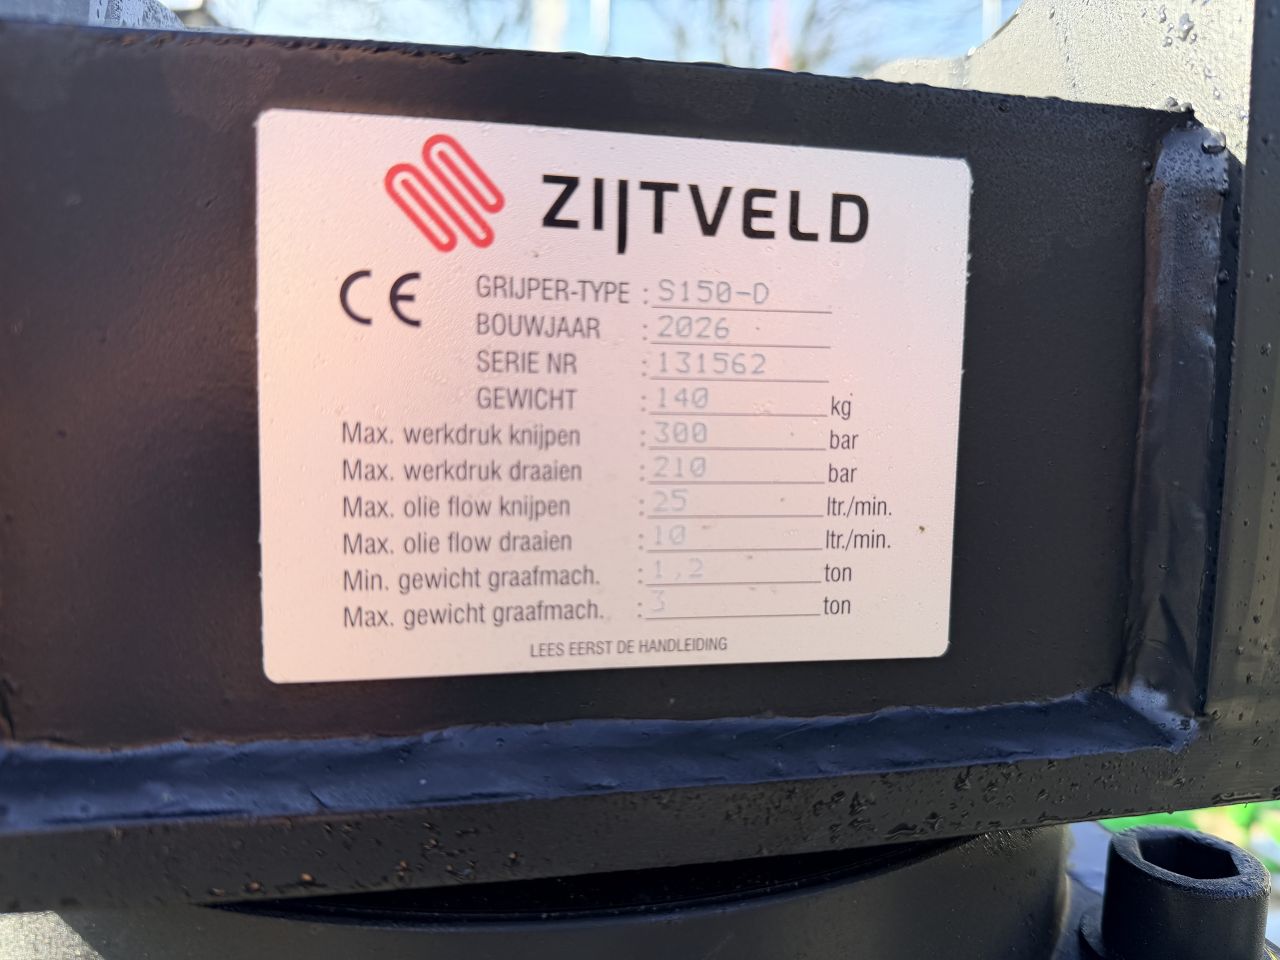 ZIJTVELD
CE
GRIJPER-TYPE : S150-D
BOUWJAAR : 2026
SERIE NR : 131562
GEWICHT : 140 kg
Max. werkdruk knijpen : 300 bar
Max. werkdruk draaien : 210 bar
Max. olie flow knijpen : 25 ltr./min.
Max. olie flow draaien : 10 ltr./min.
Min. gewicht graafmach. : 1,2 ton
Max. gewicht graafmach. : 3 ton
LEES EERST DE HANDLEIDING